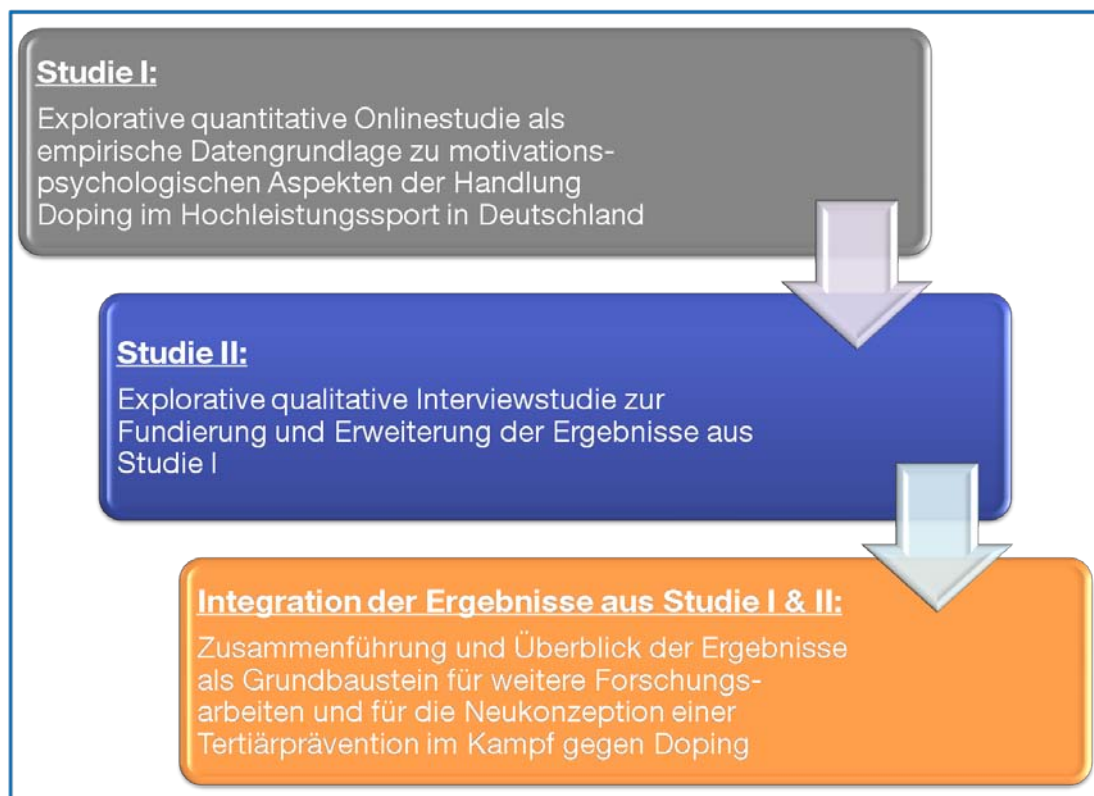 Studie I:
Explorative quantitative Onlinestudie als
empirische Datengrundlage zu motivations-
psychologischen Aspekten der Handlung
Doping im Hochleistungssport in Deutschland
Studie II:
Explorative qualitative Interviewstudie zur
Fundierung und Erweiterung der Ergebnisse aus
Studie I
Integration der Ergebnisse aus Studie I & II:
Zusammenführung und Überblick der Ergebnisse
als Grundbaustein für weitere Forschungs-
arbeiten und für die Neukonzeption einer
Tertiärprävention im Kampf gegen Doping